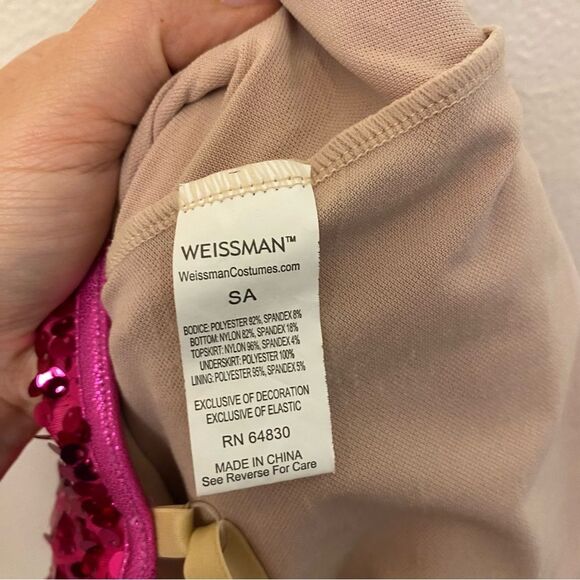 WEISSMAN™
WeissmanCostumes.com
SA
BODICE: POLYESTER 92%, SPANDEX 8%
BOTTOM: NYLON 82%, SPANDEX 18%
TOPSKIRT: NYLON 96%, SPANDEX 4%
UNDERSKIRT: POLYESTER 100%
LINING: POLYESTER 95%, SPANDEX 5%
EXCLUSIVE OF DECORATION
EXCLUSIVE OF ELASTIC
RN 64830
MADE IN CHINA
See Reverse For Care